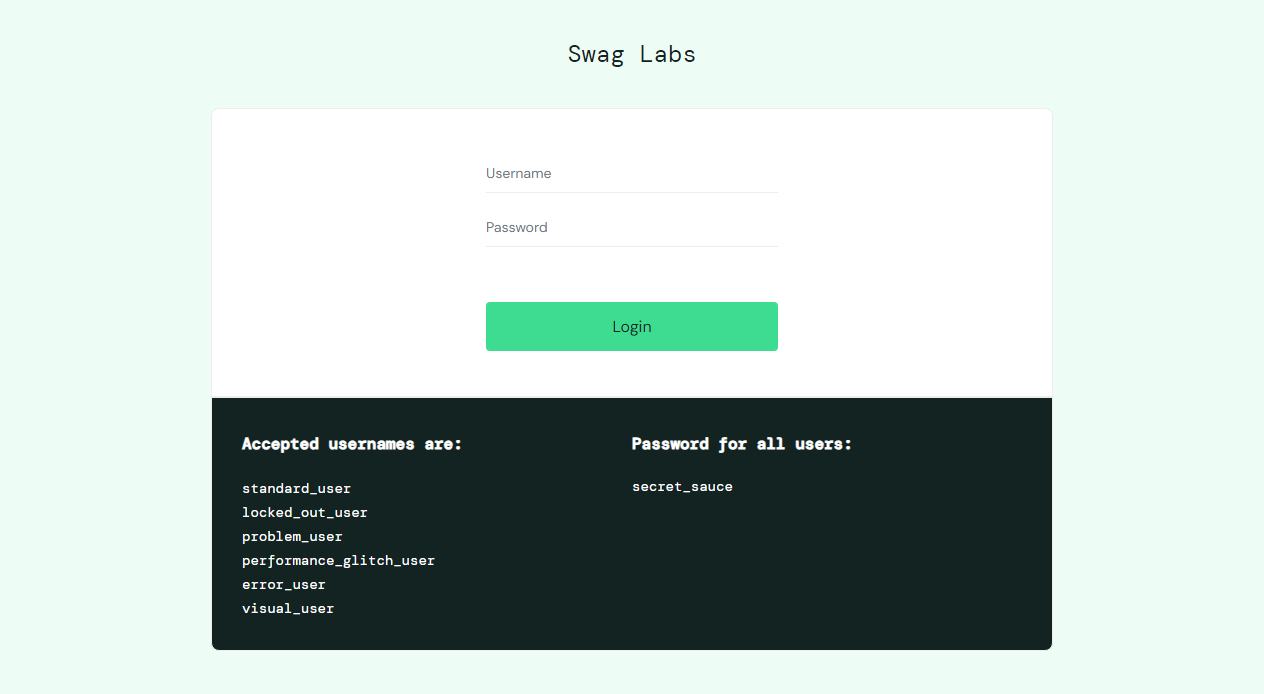 Swag Labs
Username
Password
Login
Accepted usernames are:
standard_user
locked_out_user
problem_user
performance_glitch_user
error_user
visual_user
Password for all users:
secret_sauce